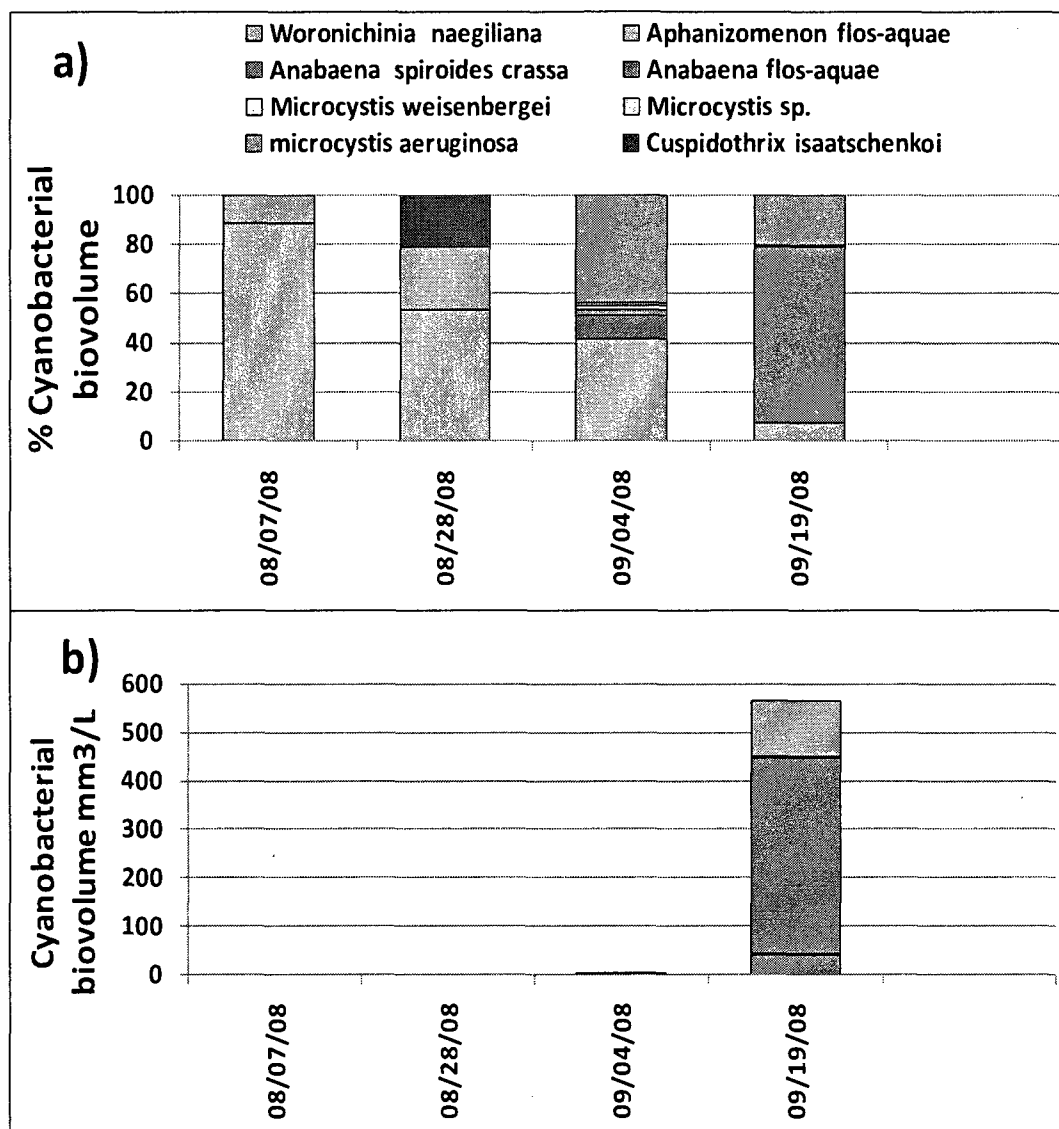 a)
Woronichinia naegiliana
Aphanizomenon flos-aquae
Anabaena spiroides crassa
Anabaena flos-aquae
Microcystis weisenbergei
Microcystis sp.
microcystis aeruginosa
Cuspidothrix isaatschenkoi
% Cyanobacterial
biovolume
100
80
60
40
20
0
08/07/08
08/28/08
09/04/08
09/19/08
b)
Cyanobacterial
biovolume mm3/L
600
500
400
300
200
100
0
08/07/08
08/28/08
09/04/08
09/19/08